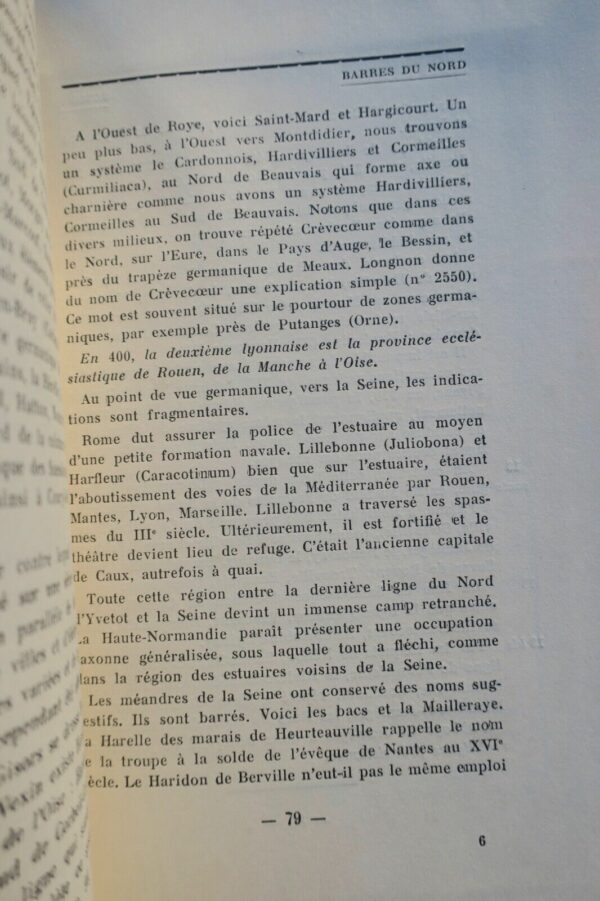 BARRES DU NORD
A l'Ouest de Roye, voici Saint-Mard et Hargicourt. Un
peu plus bas, à l'Ouest vers Montdidier, nous trouvons
un système le Cardonnois, Hardivilliers et Cormeilles
(Curmiliaca), au Nord de Beauvais qui forme axe ou
charnière comme nous avons un système Hardivilliers,
Cormeilles au Sud de Beauvais. Notons que dans ces
divers milieux, on trouve répété Crèvecœur comme dans
le Nord, sur l'Eure, dans le Pays d'Auge, le Bessin, et
près du trapèze germanique de Meaux. Longnon donne
du nom de Crèvecœur une explication simple (n° 2550).
Ce mot est souvent situé sur le pourtour de zones germa-
niques, par exemple près de Putanges (Orne).
En 400, la deuxième lyonnaise est la province ecclé-
siastique de Rouen, de la Manche à l'Oise.
Au point de vue germanique, vers la Seine, les indica-
tions sont fragmentaires.
Rome dut assurer la police de l'estuaire au moyen
d'une petite formation navale. Lillebonne (Juliobona) et
Harfleur (Caracotinum) bien que sur l'estuaire, étaient
l'aboutissement des voies de la Méditerranée par Rouen,
Mantes, Lyon, Marseille. Lillebonne a traversé les spas-
mes du IIIe siècle. Ultérieurement, il est fortifié et le
théâtre devient lieu de refuge. C'était l'ancienne capitale
de Caux, autrefois à quai.
Toute cette région entre la dernière ligne du Nord
l'Yvetot et la Seine devint un immense camp retranché.
La Haute-Normandie paraît présenter une occupation
axonne généralisée, sous laquelle tout a fléchi, comme
dans la région des estuaires voisins de la Seine.
Les méandres de la Seine ont conservé des noms sug-
estifs. Ils sont barrés. Voici les bacs et la Mailleraye.
a Harelle des marais de Heurteauville rappelle le nom
e la troupe à la solde de l'évêque de Nantes au XVIe
iècle. Le Haridon de Berville n'eut-il pas le même emploi
— 79 —
6